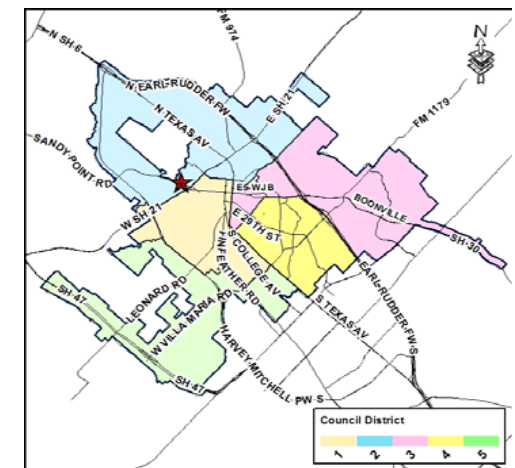 N SH 6
FM 974
N
N EARL RUDDER FW
E SH 21
N TEXAS AV
FM 1179
SANDY POINT RD
E WJB
BOONVILLE
W SH 21
E 29TH ST
SH 30
S COLLEGE AV
FINFEATHER RD
LEONARD RD
EARL RUDDER FW S
SH 47
W VILLA MARIA RD
S TEXAS AV
HARVEY MITCHELL PW S
SH 47
Council District
1 2 3 4 5